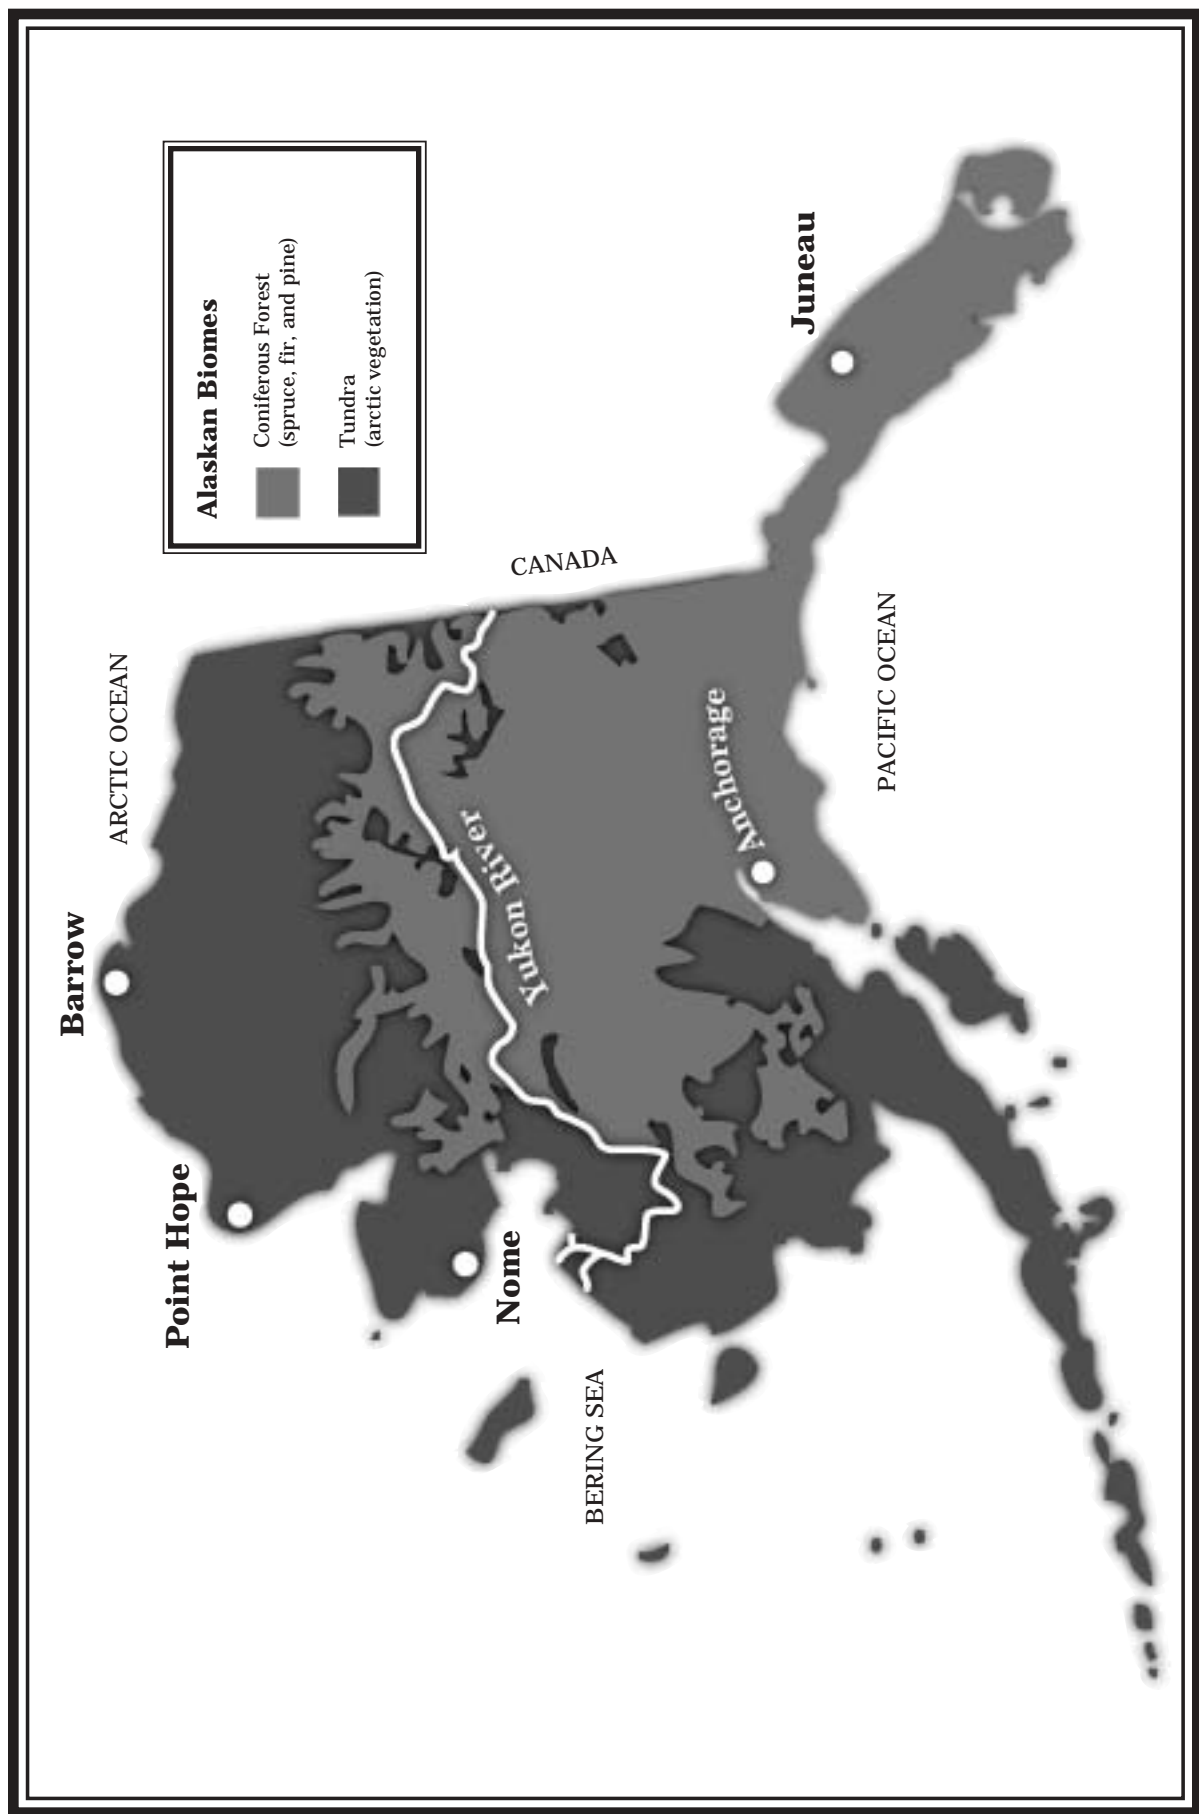 Alaskan Biomes
Coniferous Forest
(spruce, fir, and pine)
Tundra
(arctic vegetation)
Barrow
ARCTIC OCEAN
Point Hope
Nome
Yukon River
CANADA
BERING SEA
Anchorage
Juneau
PACIFIC OCEAN